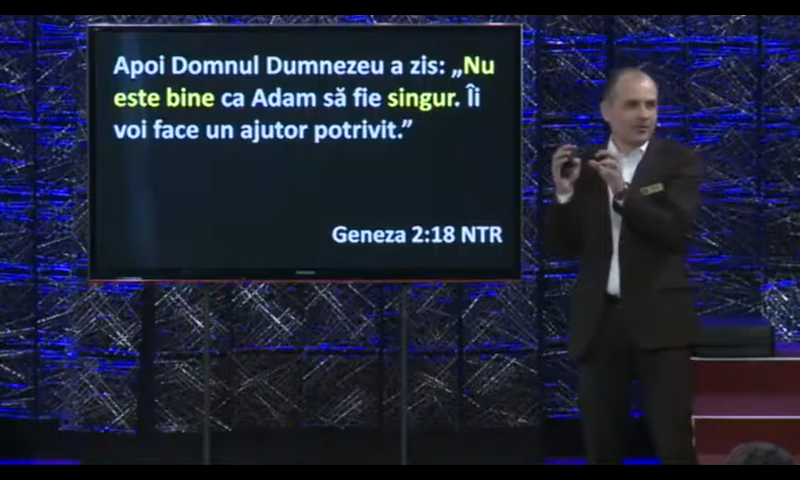 Apoi Domnul Dumnezeu a zis: „Nu
este bine ca Adam să fie singur. Îi
voi face un ajutor potrivit.”
Geneza 2:18 NTR